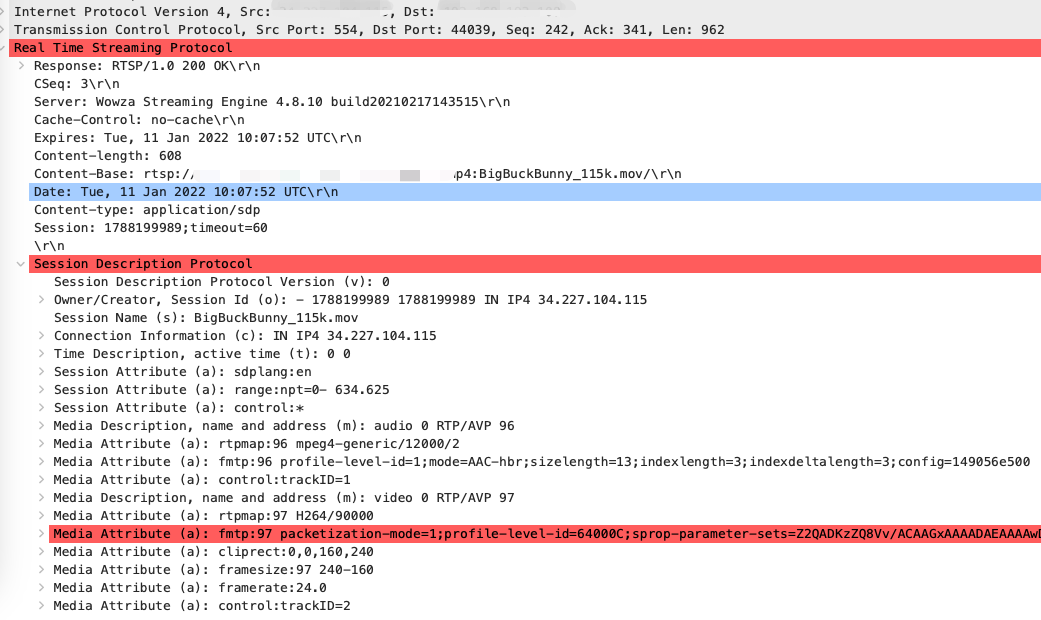 Internet Protocol Version 4, Src: , Dst:
Transmission Control Protocol, Src Port: 554, Dst Port: 44039, Seq: 242, Ack: 341, Len: 962
Real Time Streaming Protocol
Response: RTSP/1.0 200 OK\r\n
CSeq: 3\r\n
Server: Wowza Streaming Engine 4.8.10 build20210217143515\r\n
Cache-Control: no-cache\r\n
Expires: Tue, 11 Jan 2022 10:07:52 UTC\r\n
Content-length: 608
Content-Base: rtsp:/ p4:BigBuckBunny_115k.mov/\r\n
Date: Tue, 11 Jan 2022 10:07:52 UTC\r\n
Content-type: application/sdp
Session: 1788199989;timeout=60
\r\n
Session Description Protocol
Session Description Protocol Version (v): 0
Owner/Creator, Session Id (o): - 1788199989 1788199989 IN IP4 34.227.104.115
Session Name (s): BigBuckBunny_115k.mov
Connection Information (c): IN IP4 34.227.104.115
Time Description, active time (t): 0 0
Session Attribute (a): sdplang:en
Session Attribute (a): range:npt=0- 634.625
Session Attribute (a): control:*
Media Description, name and address (m): audio 0 RTP/AVP 96
Media Attribute (a): rtpmap:96 mpeg4-generic/12000/2
Media Attribute (a): fmtp:96 profile-level-id=1;mode=AAC-hbr;sizelength=13;indexlength=3;indexdeltalength=3;config=149056e500
Media Attribute (a): control:trackID=1
Media Description, name and address (m): video 0 RTP/AVP 97
Media Attribute (a): rtpmap:97 H264/90000
Media Attribute (a): fmtp:97 packetization-mode=1;profile-level-id=64000C;sprop-parameter-sets=Z2QADKzZQ8Vv/ACAAGxAAAADAEAAAAwD
Media Attribute (a): cliprect:0,0,160,240
Media Attribute (a): framesize:97 240-160
Media Attribute (a): framerate:24.0
Media Attribute (a): control:trackID=2